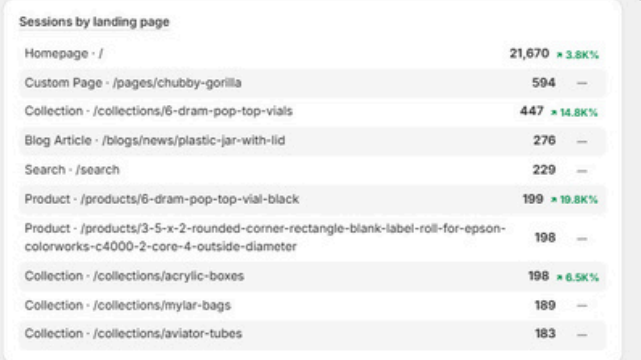 Sessions by landing page
Homepage · / 21,670 ↗ 3.8K%
Custom Page · /pages/chubby-gorilla 594 —
Collection · /collections/6-dram-pop-top-vials 447 ↗ 14.8K%
Blog Article · /blogs/news/plastic-jar-with-lid 276 —
Search · /search 229 —
Product · /products/6-dram-pop-top-vial-black 199 ↗ 19.8K%
Product · /products/3-5-x-2-rounded-corner-rectangle-blank-label-roll-for-epson-
colorworks-c4000-2-core-4-outside-diameter 198 —
Collection · /collections/acrylic-boxes 198 ↗ 6.5K%
Collection · /collections/mylar-bags 189 —
Collection · /collections/aviator-tubes 183 —